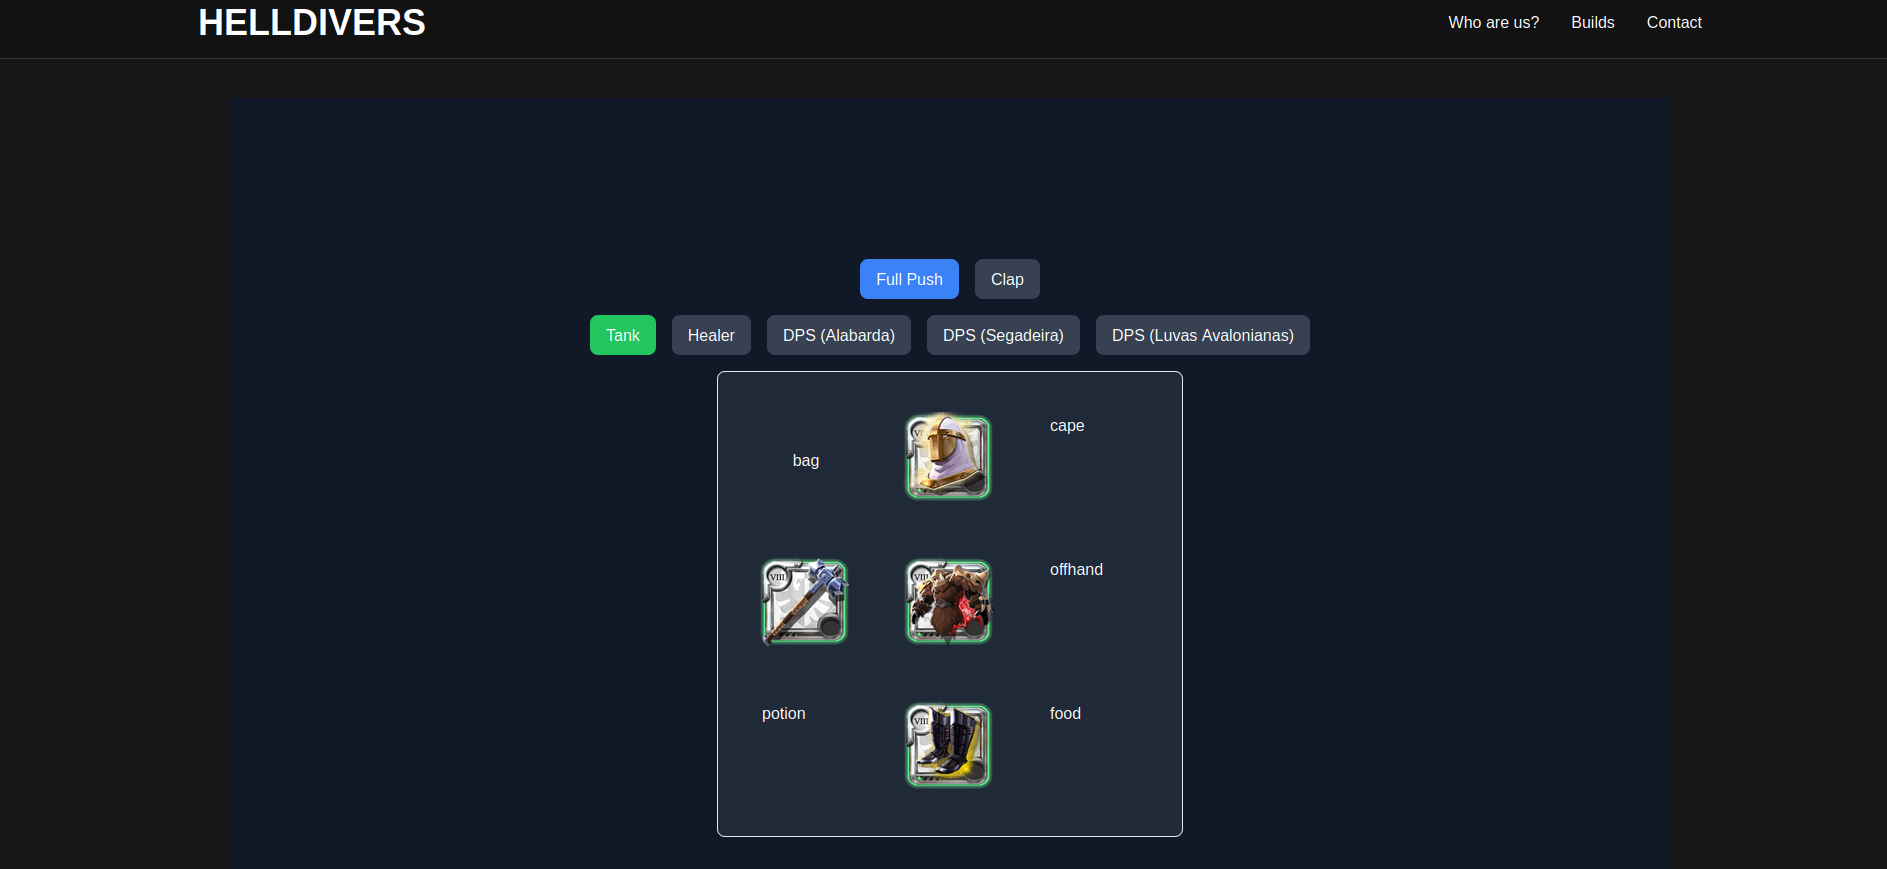 HELLDIVERS
Who are us? Builds Contact
Full Push Clap
Tank Healer DPS (Alabarda) DPS (Segadeira) DPS (Luvas Avalonianas)
bag
cape
VIII
VIII
offhand
potion
VIII
food